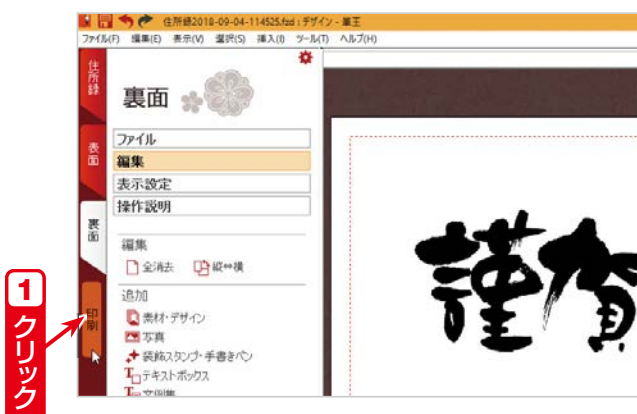 住所録2018-09-04-114525.fzd : デザイン - 筆王
ファイル(F) 編集(E) 表示(V) 選択(S) 挿入(I) ツール(T) ヘルプ(H)
住所録
表面
裏面
印刷
裏面
ファイル
編集
表示設定
操作説明
編集
全消去 縦⇔横
追加
素材・デザイン
写真
装飾スタンプ・手書きペン
テキストボックス
文例集
謹賀
1 クリック